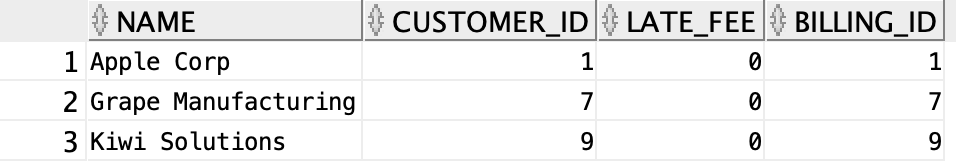 NAME CUSTOMER_ID LATE_FEE BILLING_ID
1 Apple Corp 1 0 1
2 Grape Manufacturing 7 0 7
3 Kiwi Solutions 9 0 9